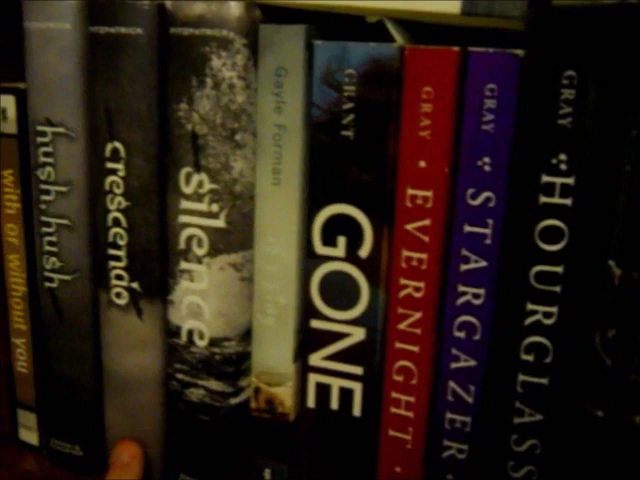 with or without you
hush, hush
crescendo
silence
Gayle Forman
GRANT
GONE
GRAY
EVERNIGHT
GRAY
STARGAZER
GRAY
HOURGLASS